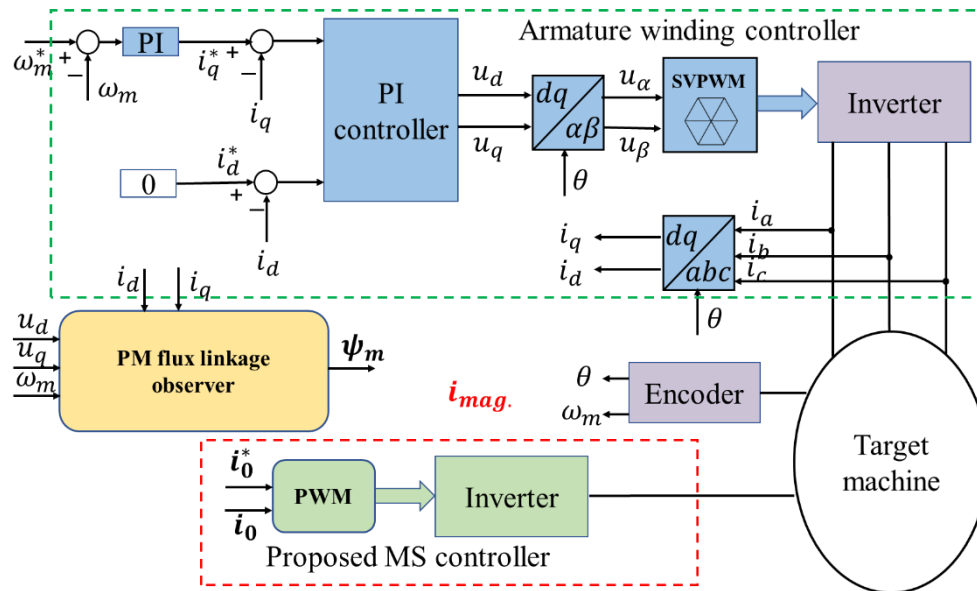 Armature winding controller
ω*m + −
ωm
PI
i*q + −
iq
PI
controller
ud
uq
dq
αβ
θ
uα
uβ
SVPWM
Inverter
0
i*d
+ −
id
iq
id
dq
abc
ia
ib
ic
θ
id
iq
ud
uq
ωm
PM flux linkage
observer
ψm
imag.
θ
ωm
Encoder
Target
machine
i*0
i0
PWM
Inverter
Proposed MS controller